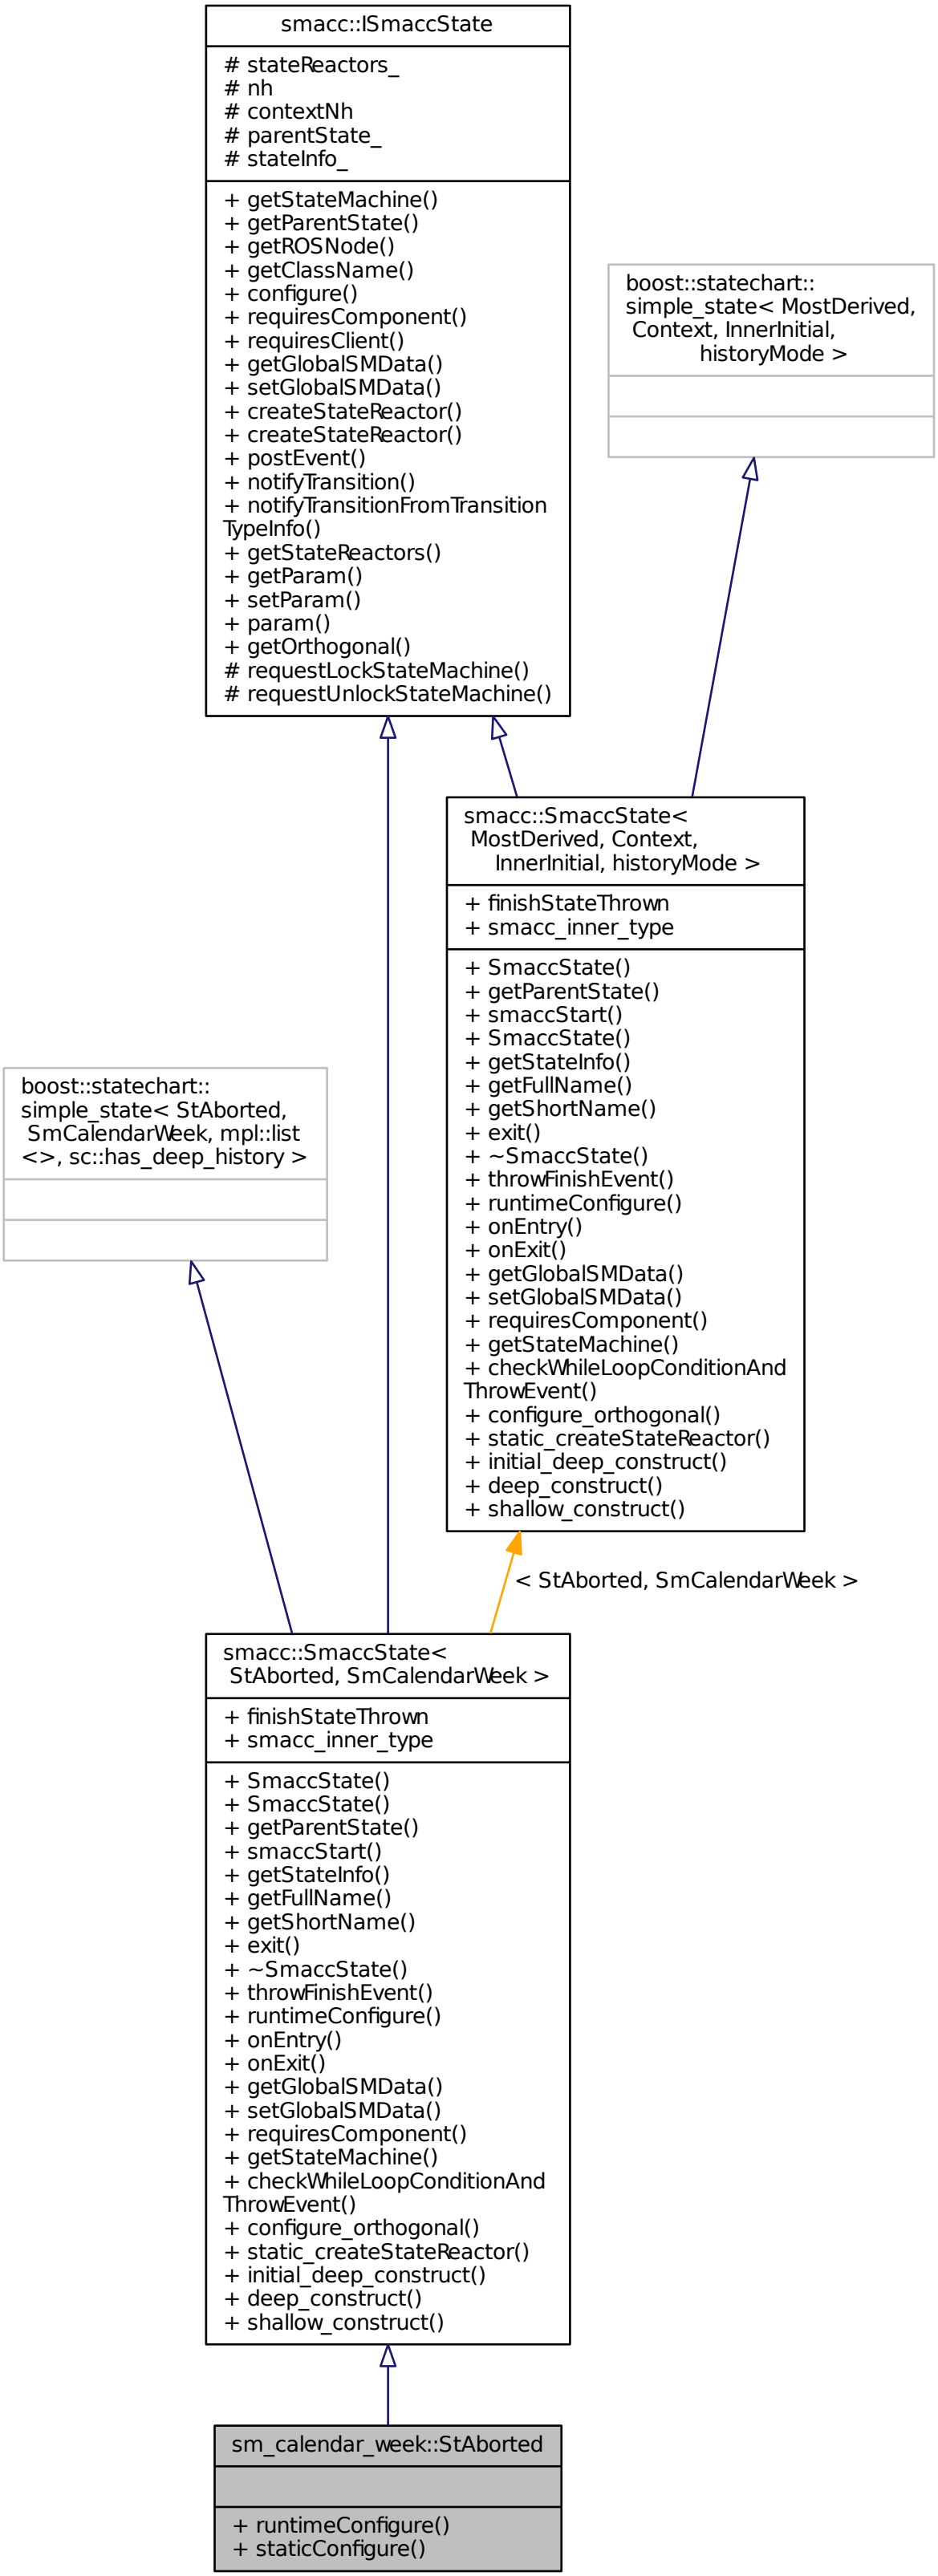 smacc::ISmaccState
# stateReactors_
# nh
# contextNh
# parentState_
# stateInfo_
+ getStateMachine()
+ getParentState()
+ getROSNode()
+ getClassName()
+ configure()
+ requiresComponent()
+ requiresClient()
+ getGlobalSMData()
+ setGlobalSMData()
+ createStateReactor()
+ createStateReactor()
+ postEvent()
+ notifyTransition()
+ notifyTransitionFromTransition
TypeInfo()
+ getStateReactors()
+ getParam()
+ setParam()
+ param()
+ getOrthogonal()
# requestLockStateMachine()
# requestUnlockStateMachine()
boost::statechart::
simple_state< MostDerived,
Context, InnerInitial,
historyMode >
smacc::SmaccState<
MostDerived, Context,
InnerInitial, historyMode >
+ finishStateThrown
+ smacc_inner_type
+ SmaccState()
+ getParentState()
+ smaccStart()
+ SmaccState()
+ getStateInfo()
+ getFullName()
+ getShortName()
+ exit()
+ ~SmaccState()
+ throwFinishEvent()
+ runtimeConfigure()
+ onEntry()
+ onExit()
+ getGlobalSMData()
+ setGlobalSMData()
+ requiresComponent()
+ getStateMachine()
+ checkWhileLoopConditionAnd
ThrowEvent()
+ configure_orthogonal()
+ static_createStateReactor()
+ initial_deep_construct()
+ deep_construct()
+ shallow_construct()
boost::statechart::
simple_state< StAborted,
SmCalendarWeek, mpl::list
<>, sc::has_deep_history >
< StAborted, SmCalendarWeek >
smacc::SmaccState<
StAborted, SmCalendarWeek >
+ finishStateThrown
+ smacc_inner_type
+ SmaccState()
+ SmaccState()
+ getParentState()
+ smaccStart()
+ getStateInfo()
+ getFullName()
+ getShortName()
+ exit()
+ ~SmaccState()
+ throwFinishEvent()
+ runtimeConfigure()
+ onEntry()
+ onExit()
+ getGlobalSMData()
+ setGlobalSMData()
+ requiresComponent()
+ getStateMachine()
+ checkWhileLoopConditionAnd
ThrowEvent()
+ configure_orthogonal()
+ static_createStateReactor()
+ initial_deep_construct()
+ deep_construct()
+ shallow_construct()
sm_calendar_week::StAborted
+ runtimeConfigure()
+ staticConfigure()